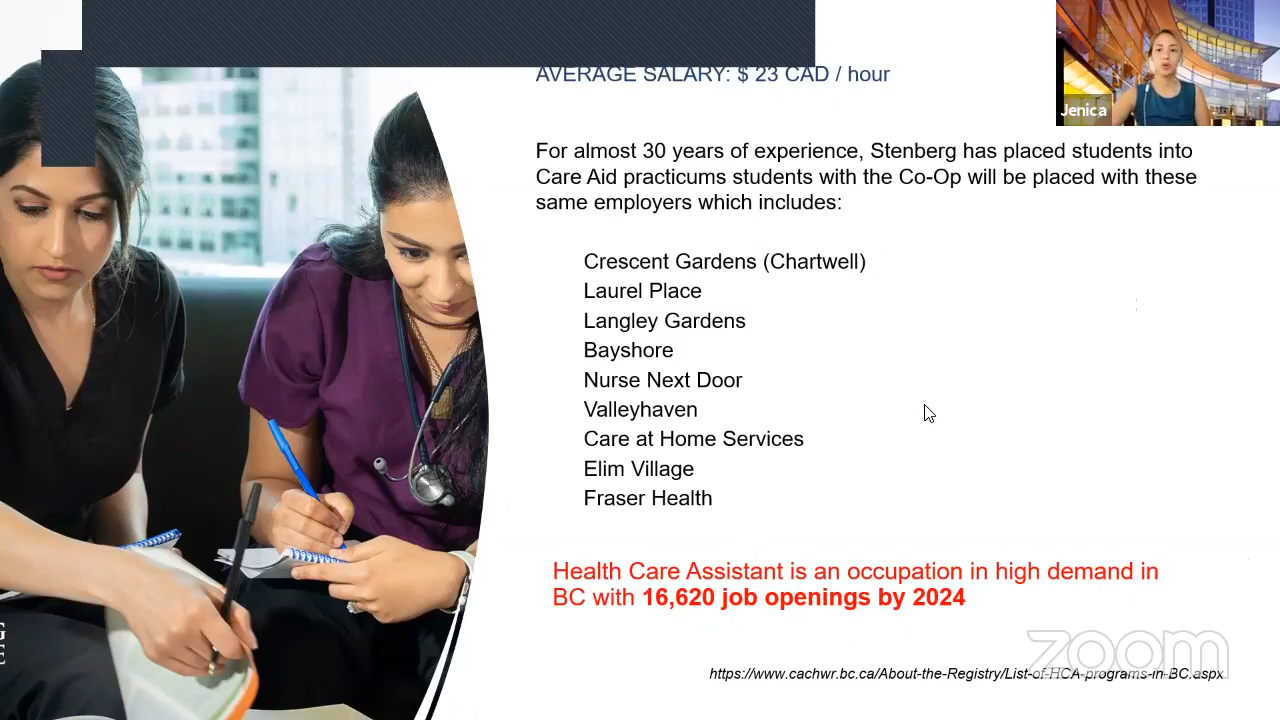 AVERAGE SALARY: $ 23 CAD / hour
Jenica
For almost 30 years of experience, Stenberg has placed students into
Care Aid practicums students with the Co-Op will be placed with these
same employers which includes:
Crescent Gardens (Chartwell)
Laurel Place
Langley Gardens
Bayshore
Nurse Next Door
Valleyhaven
Care at Home Services
Elim Village
Fraser Health
Health Care Assistant is an occupation in high demand in
BC with 16,620 job openings by 2024
zoom
https://www.cachwr.bc.ca/About-the-Registry/List-of-HCA-programs-in-BC.aspx